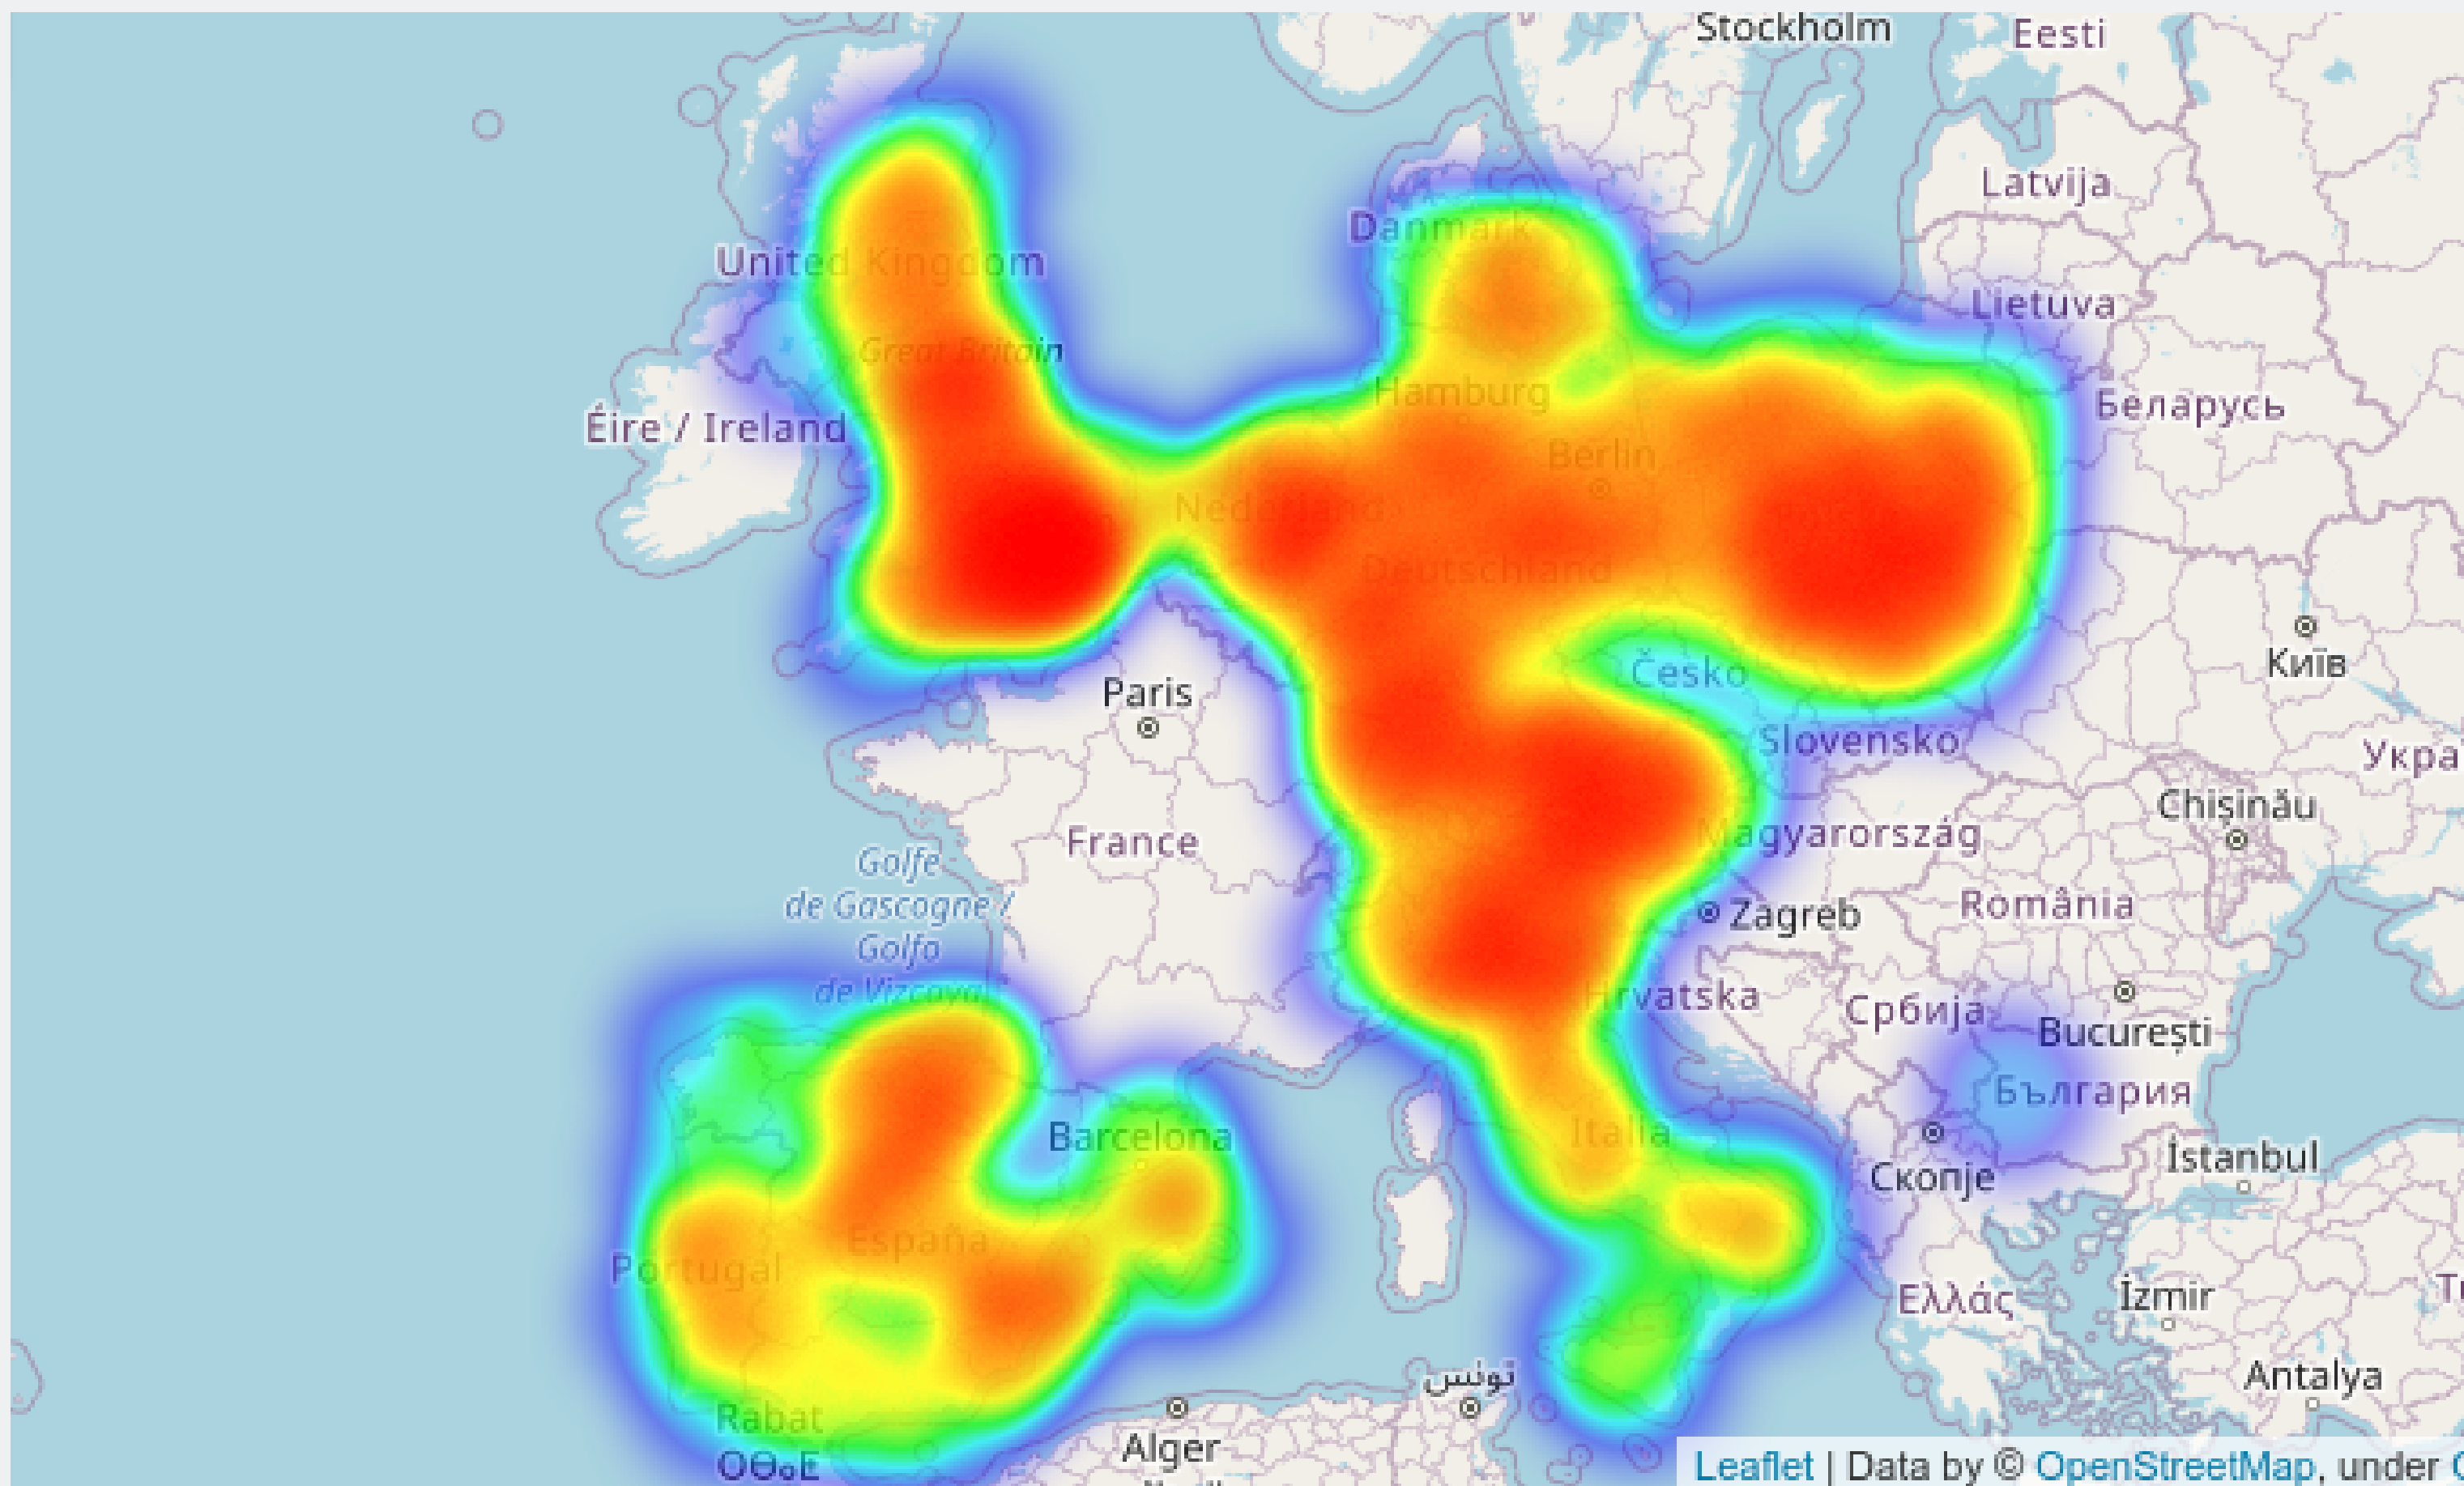 Stockholm
Eesti
Latvija
Danmark
United Kingdom
Lietuva
Great Britain
Hamburg
Беларусь
Éire / Ireland
Berlin
Nederland
Deutschland
Київ
Česko
Paris
Slovensko
Укра
Chișinău
Magyarország
France
Golfe
de Gascogne /
Golfo
de Vizcaya
România
Zagreb
Hrvatska
Србија
București
България
Italia
Barcelona
İstanbul
Скопје
España
Portugal
Ελλάς
İzmir
تونس
Antalya
Rabat
ⵔⴱⴰⵟ
Alger
Leaflet | Data by © OpenStreetMap, under